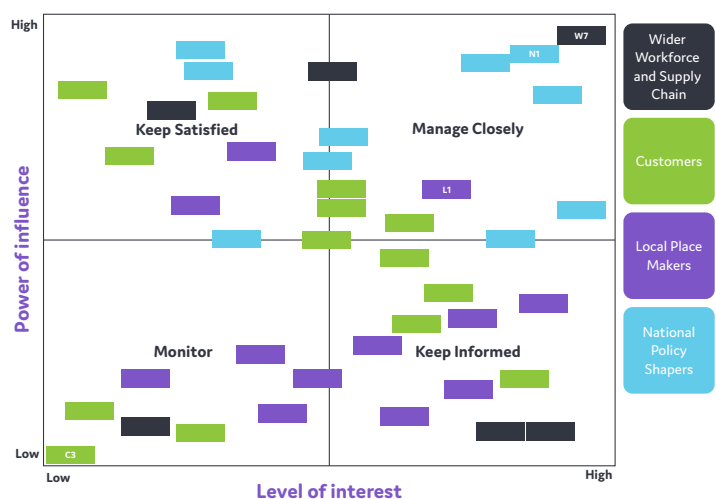 High
W7
N1
Wider
Workforce
and Supply
Chain
Keep Satisfied
Manage Closely
Customers
L1
Power of influence
Local Place
Makers
National
Policy
Shapers
Monitor
Keep Informed
C3
Low
Low
High
Level of interest